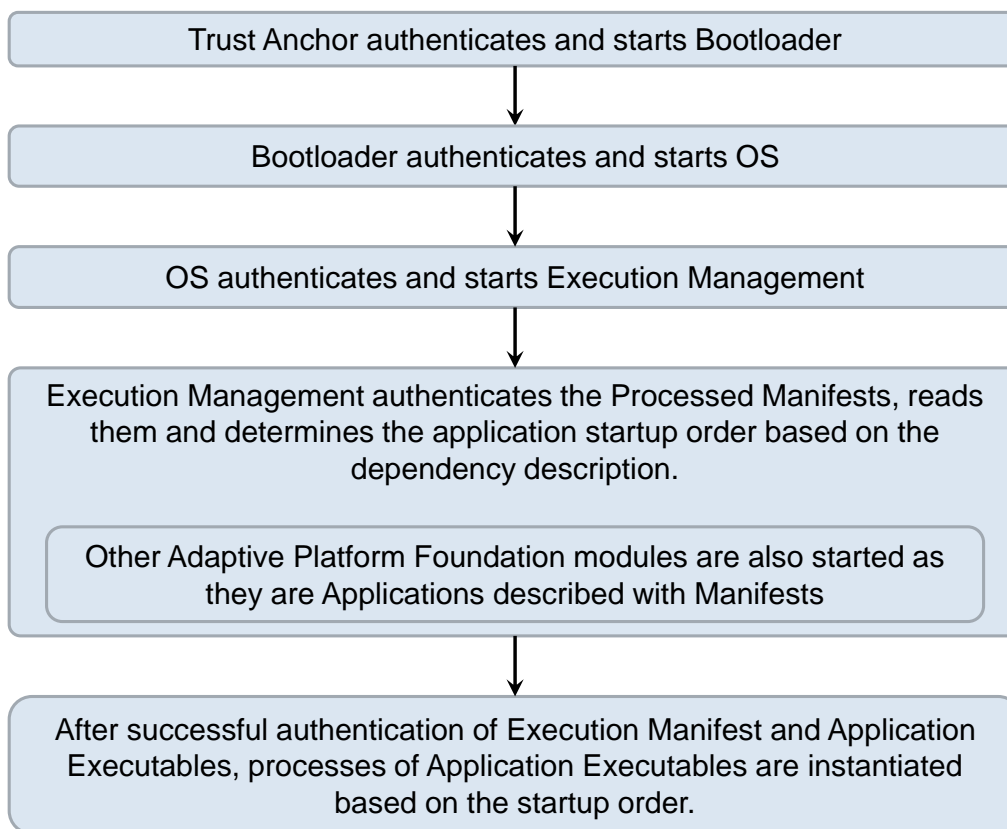 Trust Anchor authenticates and starts Bootloader
Bootloader authenticates and starts OS
OS authenticates and starts Execution Management
Execution Management authenticates the Processed Manifests, reads
them and determines the application startup order based on the
dependency description.
Other Adaptive Platform Foundation modules are also started as
they are Applications described with Manifests
After successful authentication of Execution Manifest and Application
Executables, processes of Application Executables are instantiated
based on the startup order.